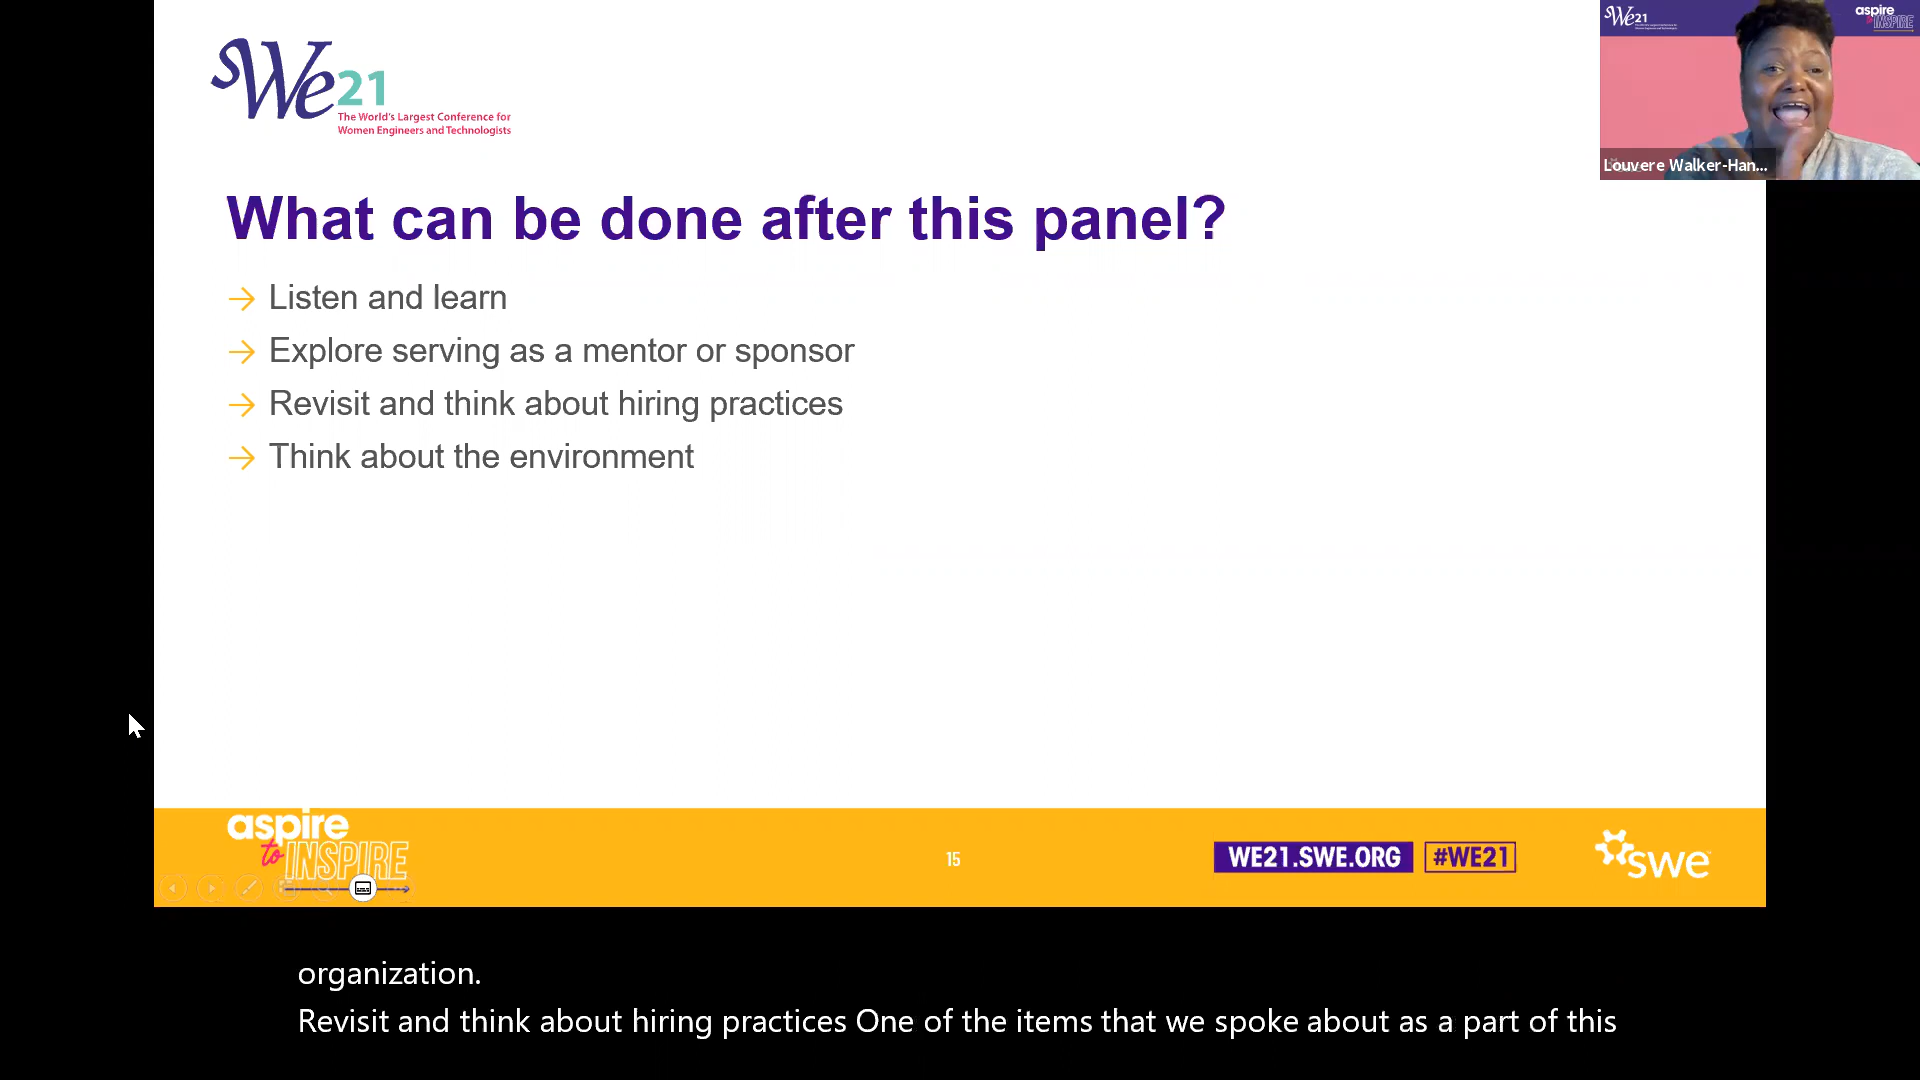 We21
The World's Largest Conference for
Women Engineers and Technologists
We21
aspire
INSPIRE
Louvere Walker-Han...
What can be done after this panel?
→ Listen and learn
→ Explore serving as a mentor or sponsor
→ Revisit and think about hiring practices
→ Think about the environment
aspire
to INSPIRE
15
WE21.SWE.ORG
#WE21
swe
organization.
Revisit and think about hiring practices One of the items that we spoke about as a part of this